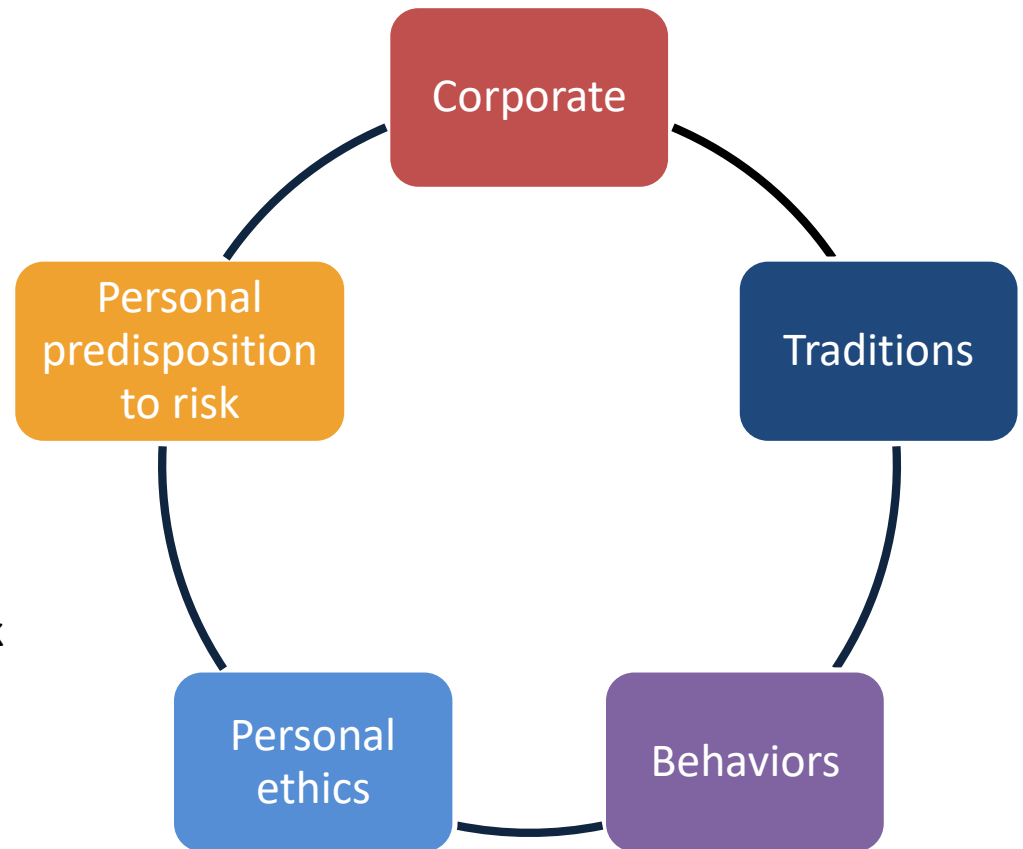 Corporate
Traditions
Behaviors
Personal
ethics
Personal
predisposition
to risk